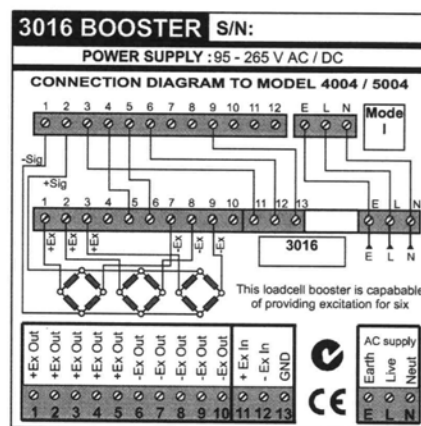 3016 BOOSTER S/N:
POWER SUPPLY : 95 - 265 V AC / DC
CONNECTION DIAGRAM TO MODEL 4004 / 5004
1 2 3 4 5 6 7 8 9 10 11 12 E L N
Mode
I
-Sig
+Sig
1 2 3 4 5 6 7 8 9 10 11 12 13 E L N
+Ex +Ex +Ex -Ex -Ex -Ex
3016
E L N
This loadcell booster is capabable
of providing excitation for six
+Ex Out +Ex Out +Ex Out +Ex Out +Ex Out -Ex Out -Ex Out -Ex Out -Ex Out -Ex Out + Ex In - Ex In GND
1 2 3 4 5 6 7 8 9 10 11 12 13
CE
AC supply
Earth Live Neut
E L N